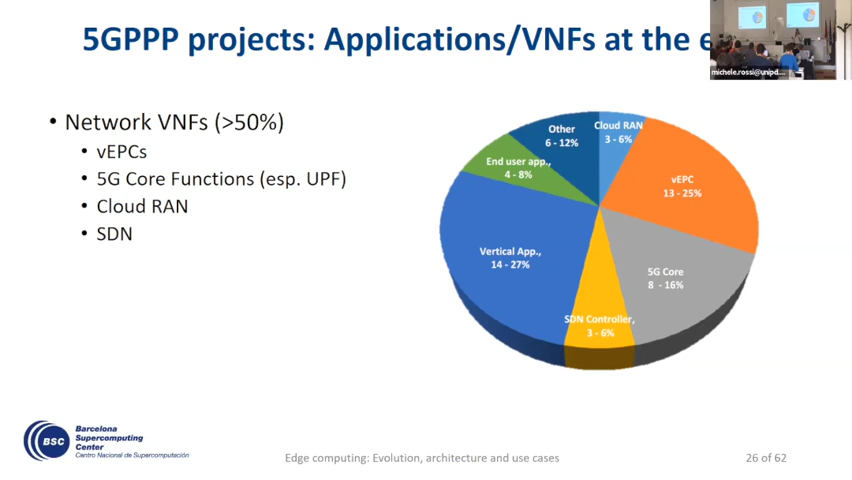 5GPPP projects: Applications/VNFs at the
michele.rossi@unipd....
• Network VNFs (>50%)
• vEPCs
• 5G Core Functions (esp. UPF)
• Cloud RAN
• SDN
Other
6 - 12%
Cloud RAN
3 - 6%
End user app.,
4 - 8%
vEPC
13 - 25%
Vertical App.,
14 - 27%
5G Core
8 - 16%
SDN Controller,
3 - 6%
BSC
Barcelona
Supercomputing
Center
Centro Nacional de Supercomputación
Edge computing: Evolution, architecture and use cases
26 of 62